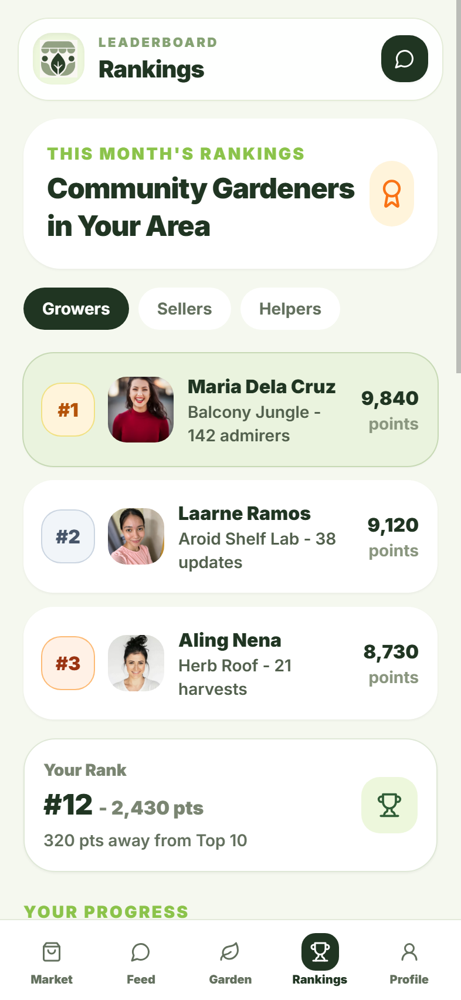 LEADERBOARD
Rankings
THIS MONTH'S RANKINGS
Community Gardeners
in Your Area
Growers
Sellers
Helpers
#1
Maria Dela Cruz
Balcony Jungle -
142 admirers
9,840
points
#2
Laarne Ramos
Aroid Shelf Lab - 38
updates
9,120
points
#3
Aling Nena
Herb Roof - 21
harvests
8,730
points
Your Rank
#12 - 2,430 pts
320 pts away from Top 10
YOUR PROGRESS
Market
Feed
Garden
Rankings
Profile